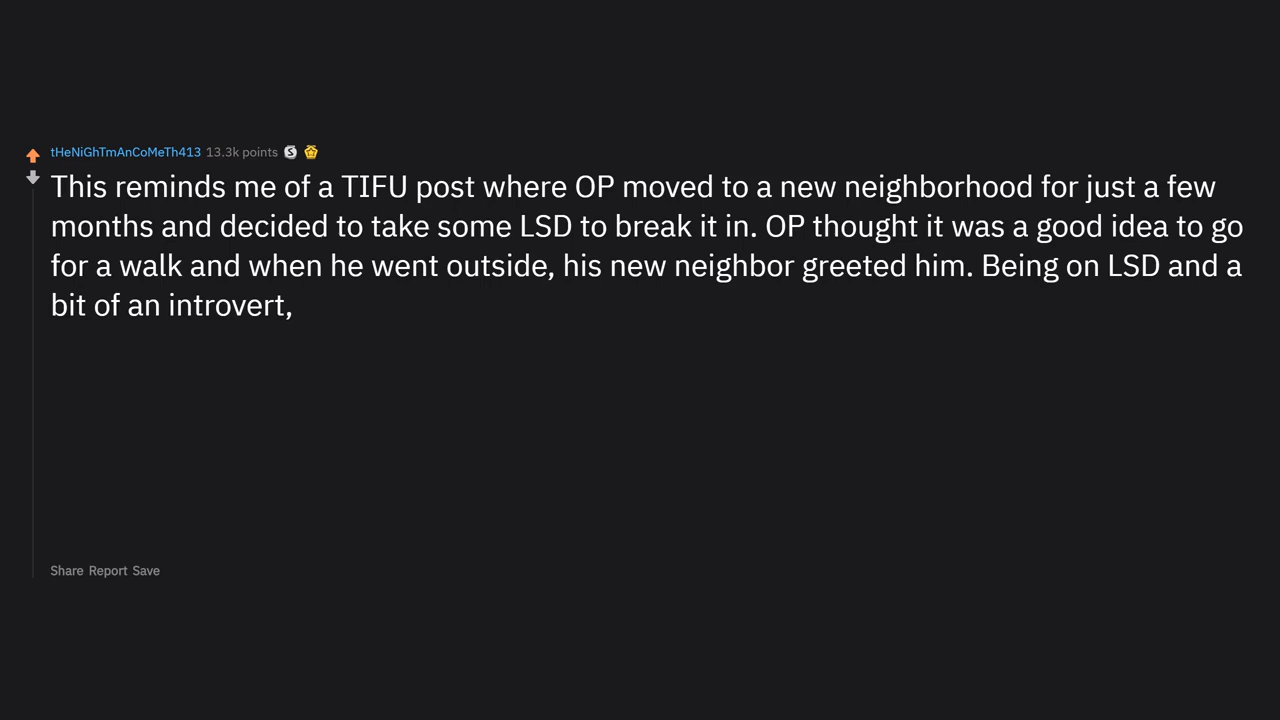 tHeNiGhTmAnCoMeTh413 13.3k points
This reminds me of a TIFU post where OP moved to a new neighborhood for just a few
months and decided to take some LSD to break it in. OP thought it was a good idea to go
for a walk and when he went outside, his new neighbor greeted him. Being on LSD and a
bit of an introvert,
Share Report Save